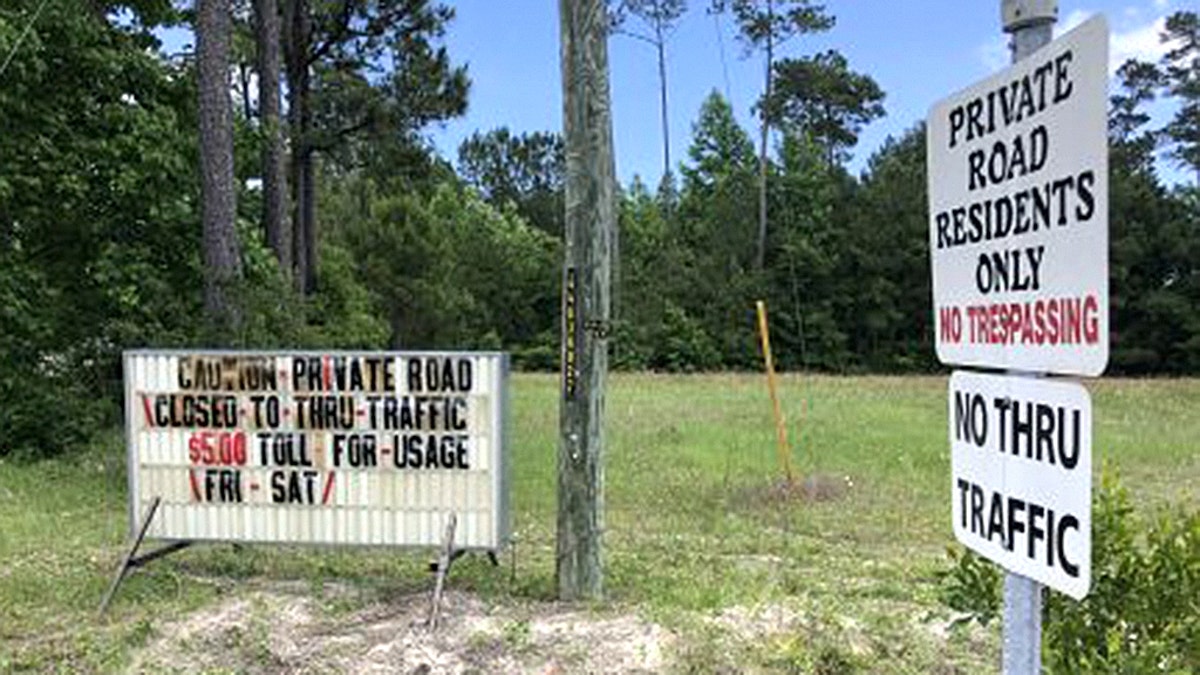 CAUTION-PRIVATE ROAD
\CLOSED-TO-THRU-TRAFFIC
$5.00 TOLL-FOR-USAGE
\FRI-SAT/
PRIVATE
ROAD
RESIDENTS
ONLY
NO TRESPASSING
NO THRU
TRAFFIC